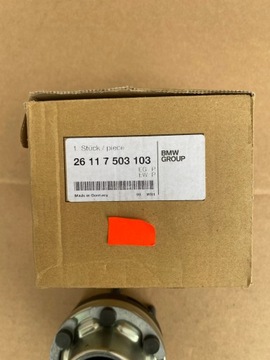 1 Stück / piece
26 11 7 503 103
BMW
GROUP
Made in Germany